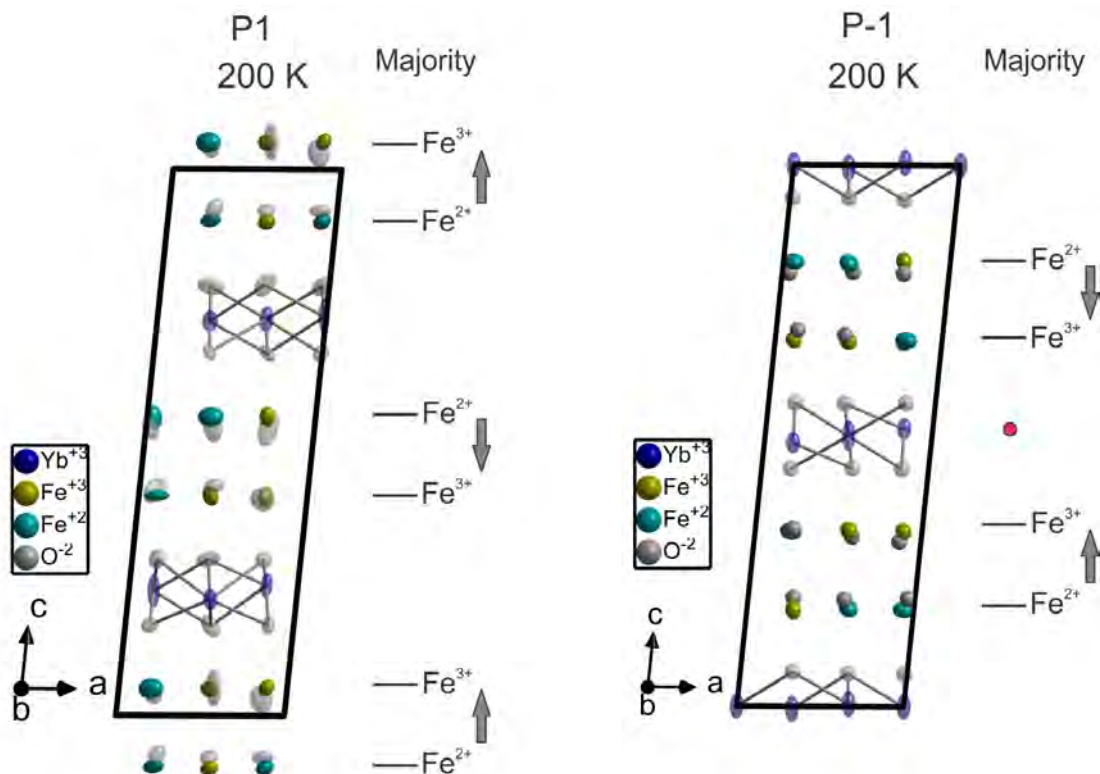 P1
200 K
Majority
Fe³⁺
Fe²⁺
Fe²⁺
Fe³⁺
Fe³⁺
Fe²⁺
Yb⁺³
Fe⁺³
Fe⁺²
O⁻²
c
a
b
P-1
200 K
Majority
Fe²⁺
Fe³⁺
Fe³⁺
Fe²⁺
Yb⁺³
Fe⁺³
Fe⁺²
O⁻²
c
a
b